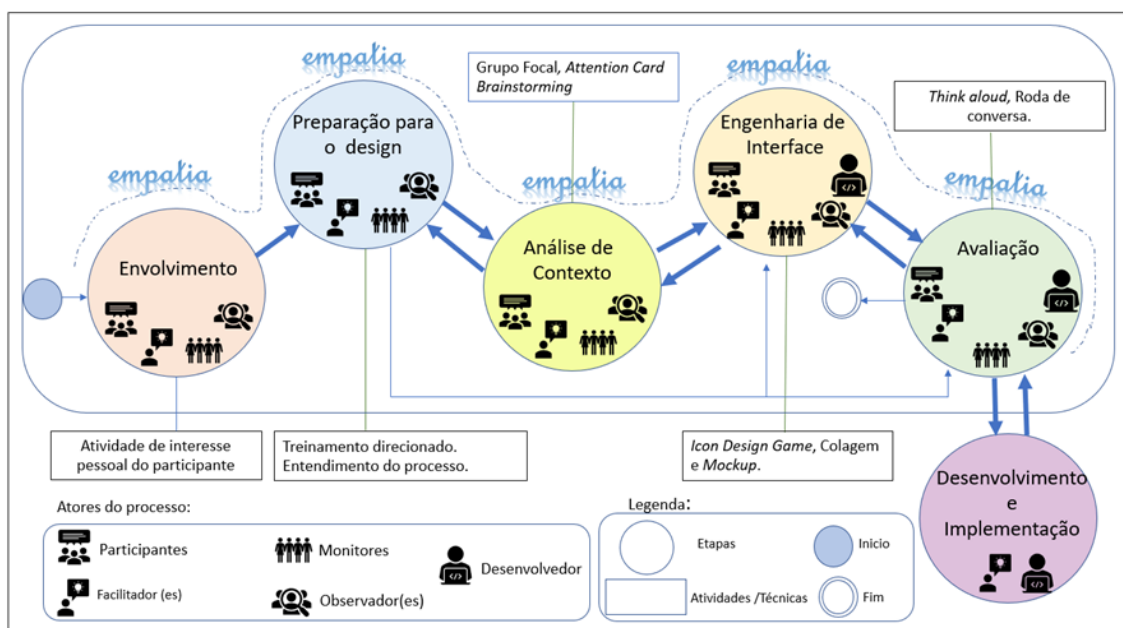 empatia
empatia
empatia
empatia
empatia
Grupo Focal, Attention Card
Brainstorming
Think aloud, Roda de
conversa.
Preparação para
o design
Engenharia de
Interface
Envolvimento
Análise de
Contexto
Avaliação
Atividade de interesse
pessoal do participante
Treinamento direcionado.
Entendimento do processo.
Icon Design Game, Colagem
e Mockup.
Desenvolvimento
e
Implementação
Atores do processo:
Participantes
Monitores
Desenvolvedor
Facilitador (es)
Observador(es)
Legenda:
Etapas
Inicio
Atividades /Técnicas
Fim